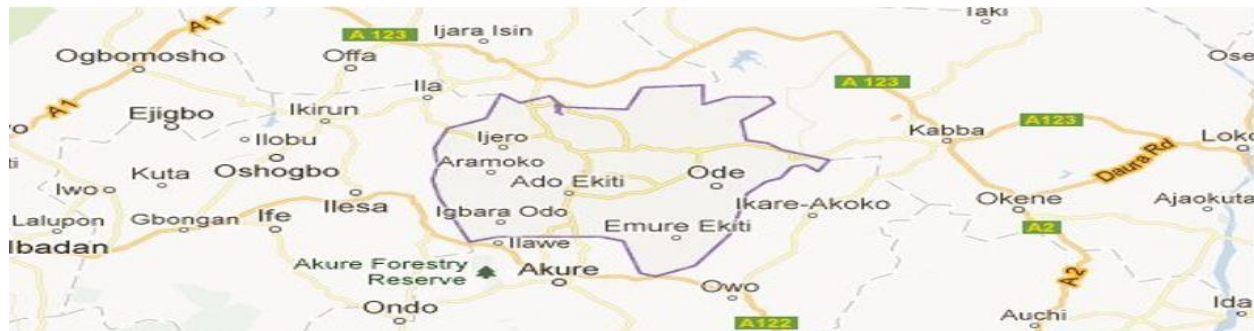 Iaki
A1
Ijara Isin
A 123
Ogbomosho
Offa
Ose
A 123
Ila
A1
Ejigbo
Ikirun
A123
Ilobu
Ijero
Kabba
Loko
Oshogbo
Aramoko
Daura Rd
Iwo
Kuta
Ado Ekiti
Ode
Okene
Ajaokuta
Lalupon
Gbongan
Ife
Ilesa
Igbara Odo
Ikare-Akoko
Emure Ekiti
A2
Ibadan
Ilawe
Akure Forestry
Reserve
Akure
A2
Owo
Ida
Ondo
A122
Auchi